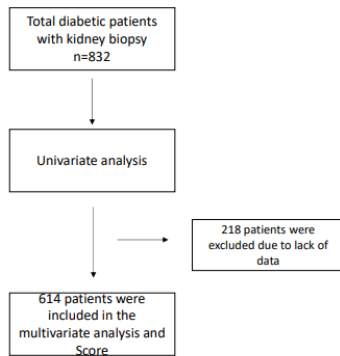 Total diabetic patients
with kidney biopsy
n=832
Univariate analysis
218 patients were
excluded due to lack of
data
614 patients were
included in the
multivariate analysis and
Score